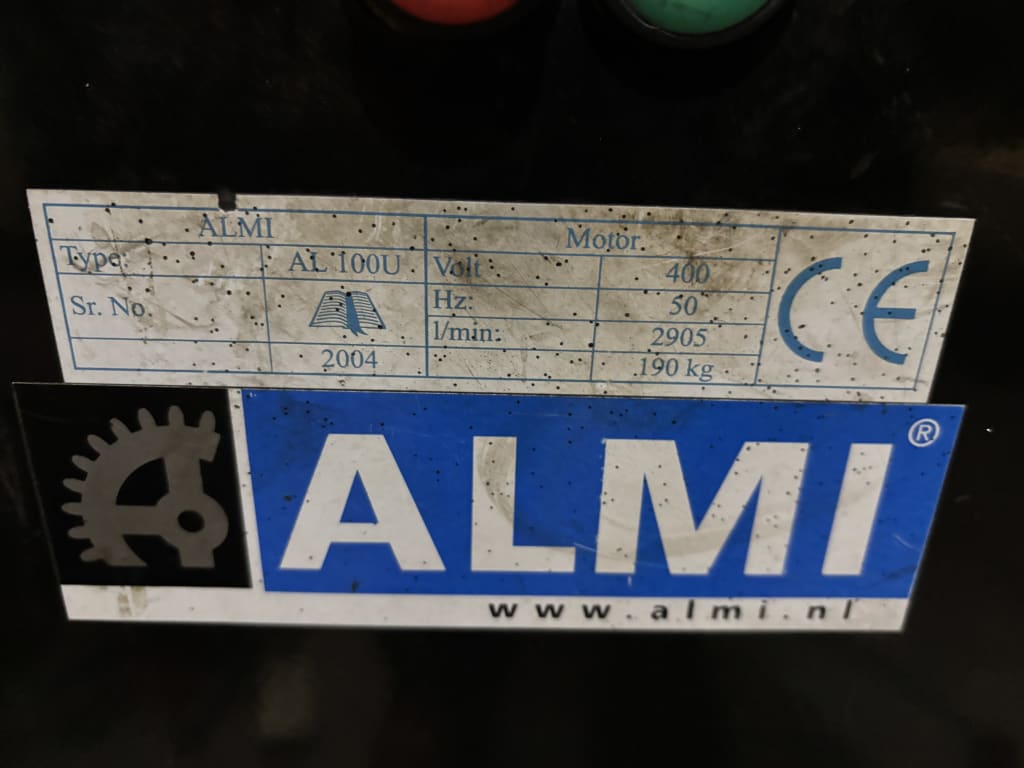 ALMI
Type: AL 100U
Sr. No.
2004
Motor
Volt 400
Hz: 50
l/min: 2905
190 kg
CE
ALMI®
www.almi.nl